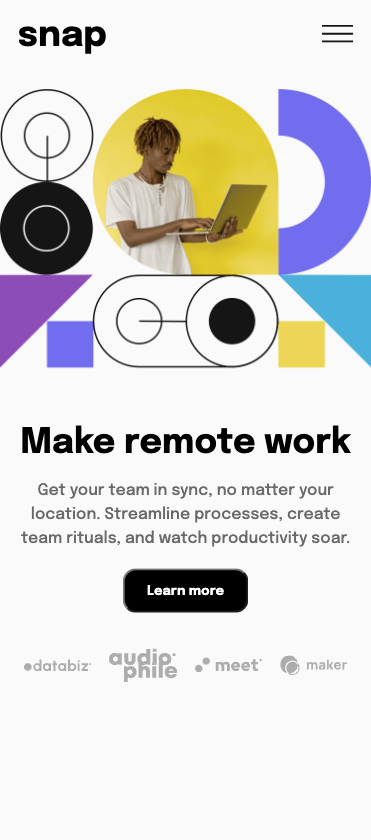 snap
Make remote work
Get your team in sync, no matter your
location. Streamline processes, create
team rituals, and watch productivity soar.
Learn more
databiz
audiophile
meet
maker